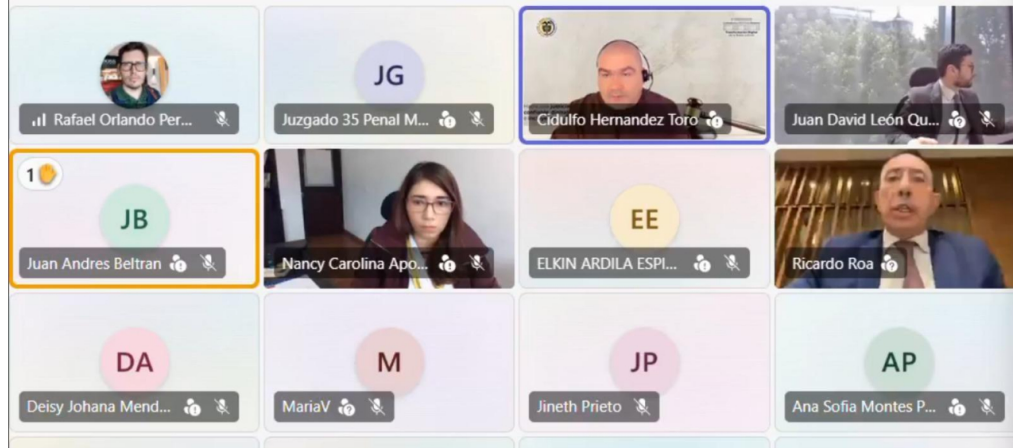 Rafael Orlando Per...
JG
Juzgado 35 Penal M...
Cidulfo Hernandez Toro
Juan David León Qu...
1
JB
Juan Andres Beltran
Nancy Carolina Apo...
EE
ELKIN ARDILA ESPI...
Ricardo Roa
DA
Deisy Johana Mend...
M
MariaV
JP
Jineth Prieto
AP
Ana Sofia Montes P...